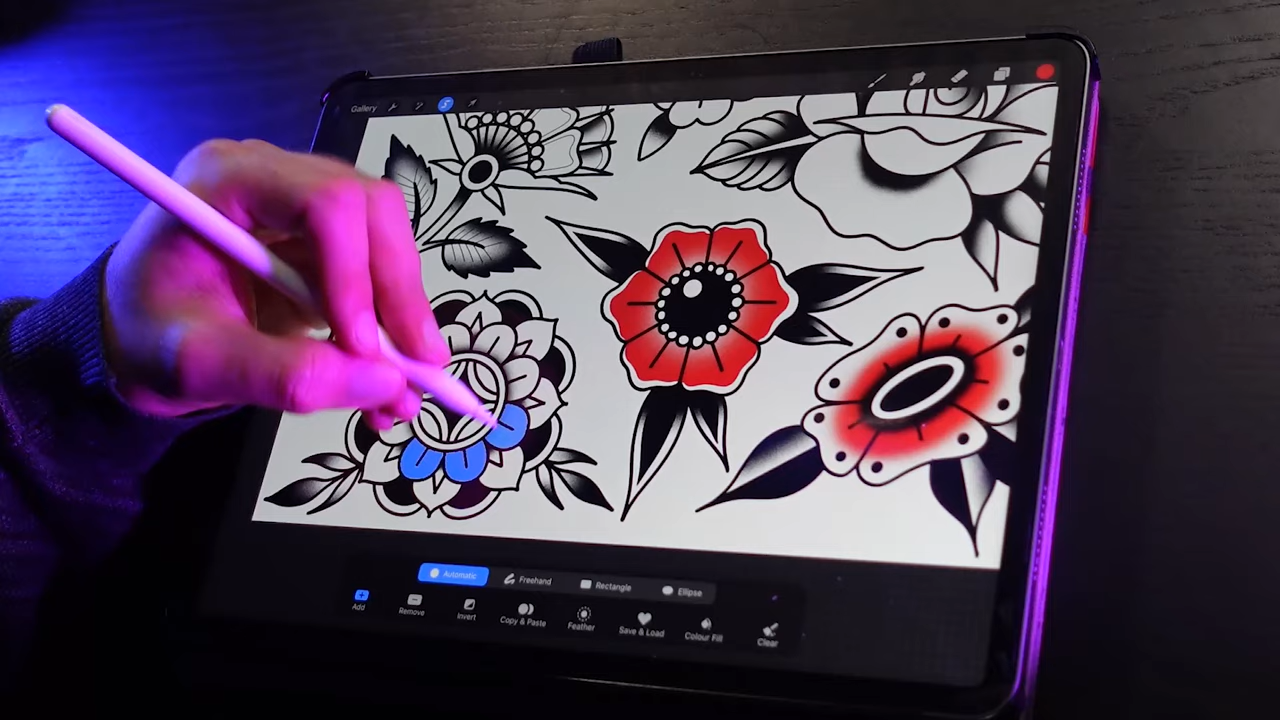 Gallery
Automatic Freehand Rectangle Ellipse
Add Remove Invert Copy & Paste Feather Save & Load Colour Fill Clear